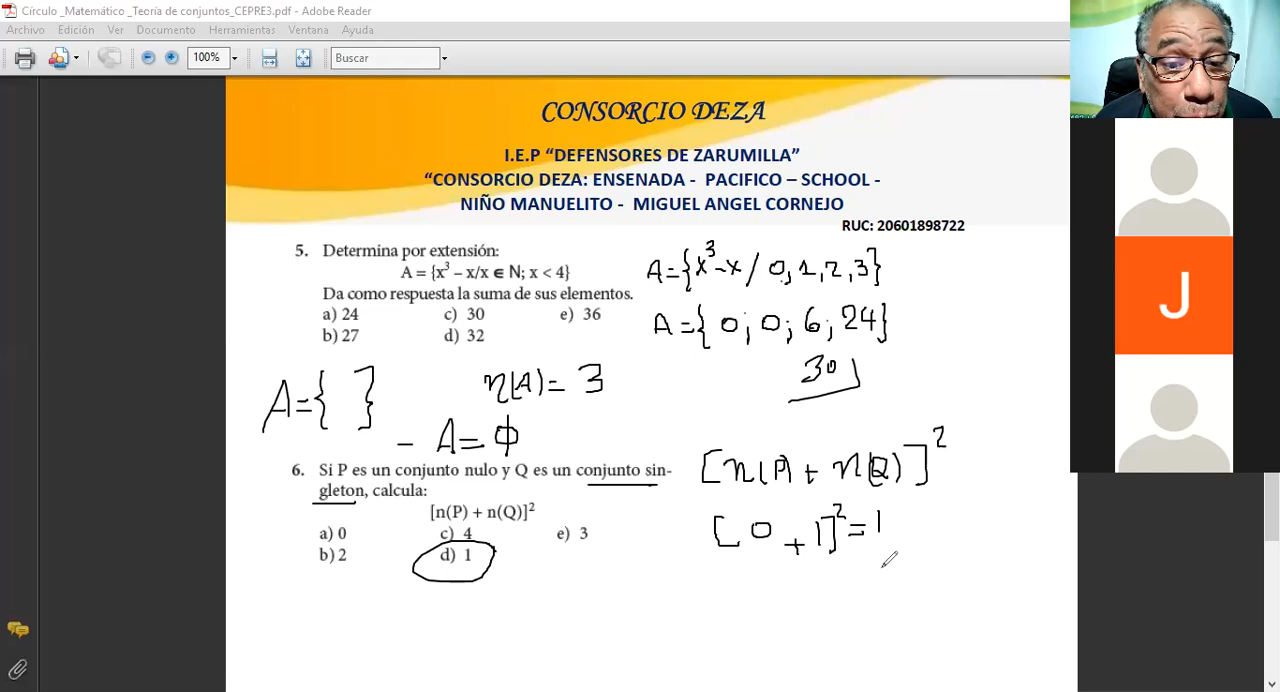 Círculo _Matemático _Teoría de conjuntos_CEPRE3.pdf - Adobe Reader
Archivo Edición Ver Documento Herramientas Ventana Ayuda
100% Buscar
CONSORCIO DEZA
I.E.P “DEFENSORES DE ZARUMILLA”
“CONSORCIO DEZA: ENSENADA - PACIFICO – SCHOOL -
NIÑO MANUELITO - MIGUEL ANGEL CORNEJO
RUC: 20601898722
5. Determina por extensión:
A = {x³ – x/x ∈ N; x < 4}
Da como respuesta la suma de sus elementos.
a) 24 c) 30 e) 36
b) 27 d) 32
A={x³-x/ 0,1,2,3}
A={ 0; 0; 6; 24}
30
A={ }
n(A)= 3
- A= ϕ
6. Si P es un conjunto nulo y Q es un conjunto sin-
gleton, calcula:
[n(P) + n(Q)]²
a) 0 c) 4 e) 3
b) 2 d) 1
[n(P) + n(Q)]²
[0 + 1]² = 1
J